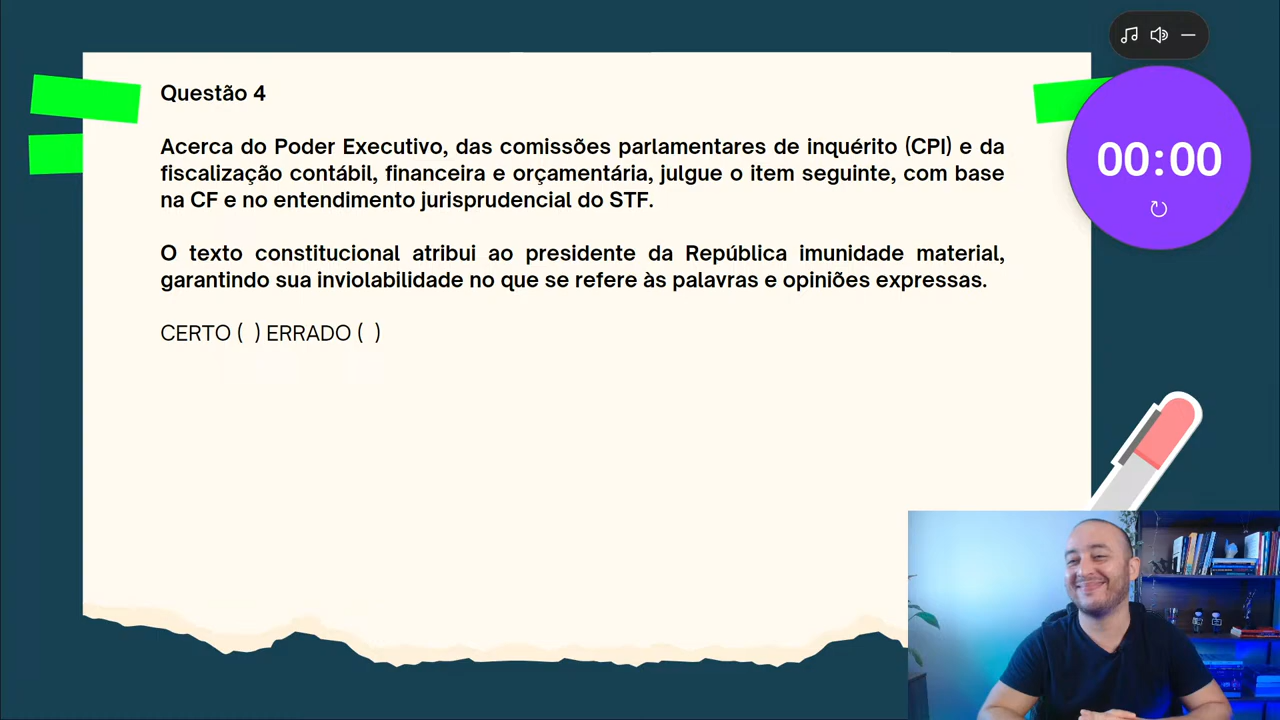 Questão 4
Acerca do Poder Executivo, das comissões parlamentares de inquérito (CPI) e da
fiscalização contábil, financeira e orçamentária, julgue o item seguinte, com base
na CF e no entendimento jurisprudencial do STF.
O texto constitucional atribui ao presidente da República imunidade material,
garantindo sua inviolabilidade no que se refere às palavras e opiniões expressas.
CERTO ( ) ERRADO ( )
00:00